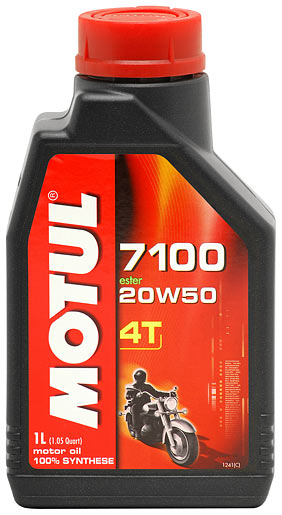 MOTUL®
7100
ester
20W50
4T
1L (1.05 Quart)
motor oil
100% SYNTHESE
1241(C)